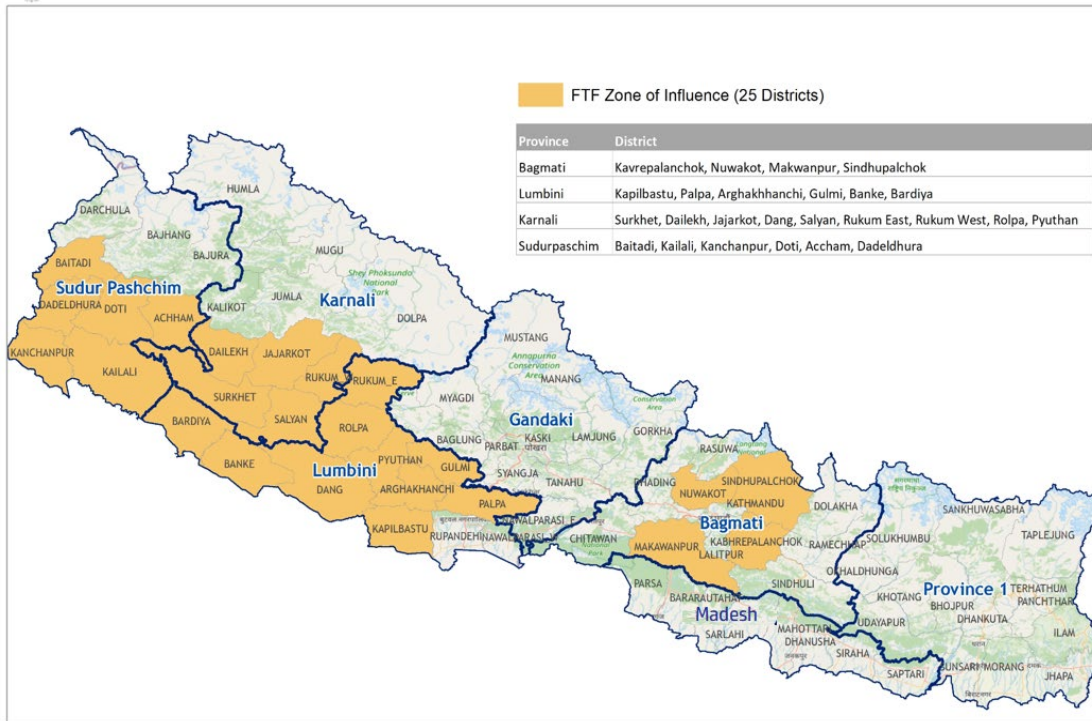 FTF Zone of Influence (25 Districts)
Province District
Bagmati Kavrepalanchok, Nuwakot, Makwanpur, Sindhupalchok
Lumbini Kapilbastu, Palpa, Arghakhhanchi, Gulmi, Banke, Bardiya
Karnali Surkhet, Dailekh, Jajarkot, Dang, Salyan, Rukum East, Rukum West, Rolpa, Pyuthan
Sudurpaschim Baitadi, Kailali, Kanchanpur, Doti, Accham, Dadeldhura
HUMLA
DARCHULA
BAJHANG
BAJURA
MUGU
BAITADI
Sudur Pashchim
Shey Phoksundo
National
Park
Karnali
JUMLA
KALIKOT
DOLPA
DADELDHURA
DOTI
ACHHAM
KANCHANPUR
KAILALI
DAILEKH
JAJARKOT
RUKUM
RUKUM_E
SURKHET
SALYAN
BARDIYA
ROLPA
BANKE
Lumbini
PYUTHAN
GULMI
DANG
ARGHAKHANCHI
PALPA
KAPILBASTU
RUPANDEHI
MUSTANG
Annapurna
Conservation
Area
MANANG
MYAGDI
Gandaki
Conservation
Area
GORKHA
BAGLUNG
PARBAT
KASKI
पोखरा
LAMJUNG
SYANGJA
TANAHU
NAWALPARASI_E
CHITAWAN
National
Park
RASUWA
DHADING
NUWAKOT
SINDHUPALCHOK
KATHMANDU
Bagmati
DOLAKHA
MAKAWANPUR
KABHREPALANCHOK
LALITPUR
RAMECHHAP
SINDHULI
PARSA
BARA
RAUTAHAT
Madesh
SARLAHI
MAHOTTARI
DHANUSHA
SIRAHA
SAPTARI
SANKHUWASABHA
TAPLEJUNG
SOLUKHUMBU
OKHALDHUNGA
Province 1
KHOTANG
BHOJPUR
TERHATHUM
PANCHTHAR
DHANKUTA
UDAYAPUR
ILAM
SUNSARI
MORANG
JHAPA